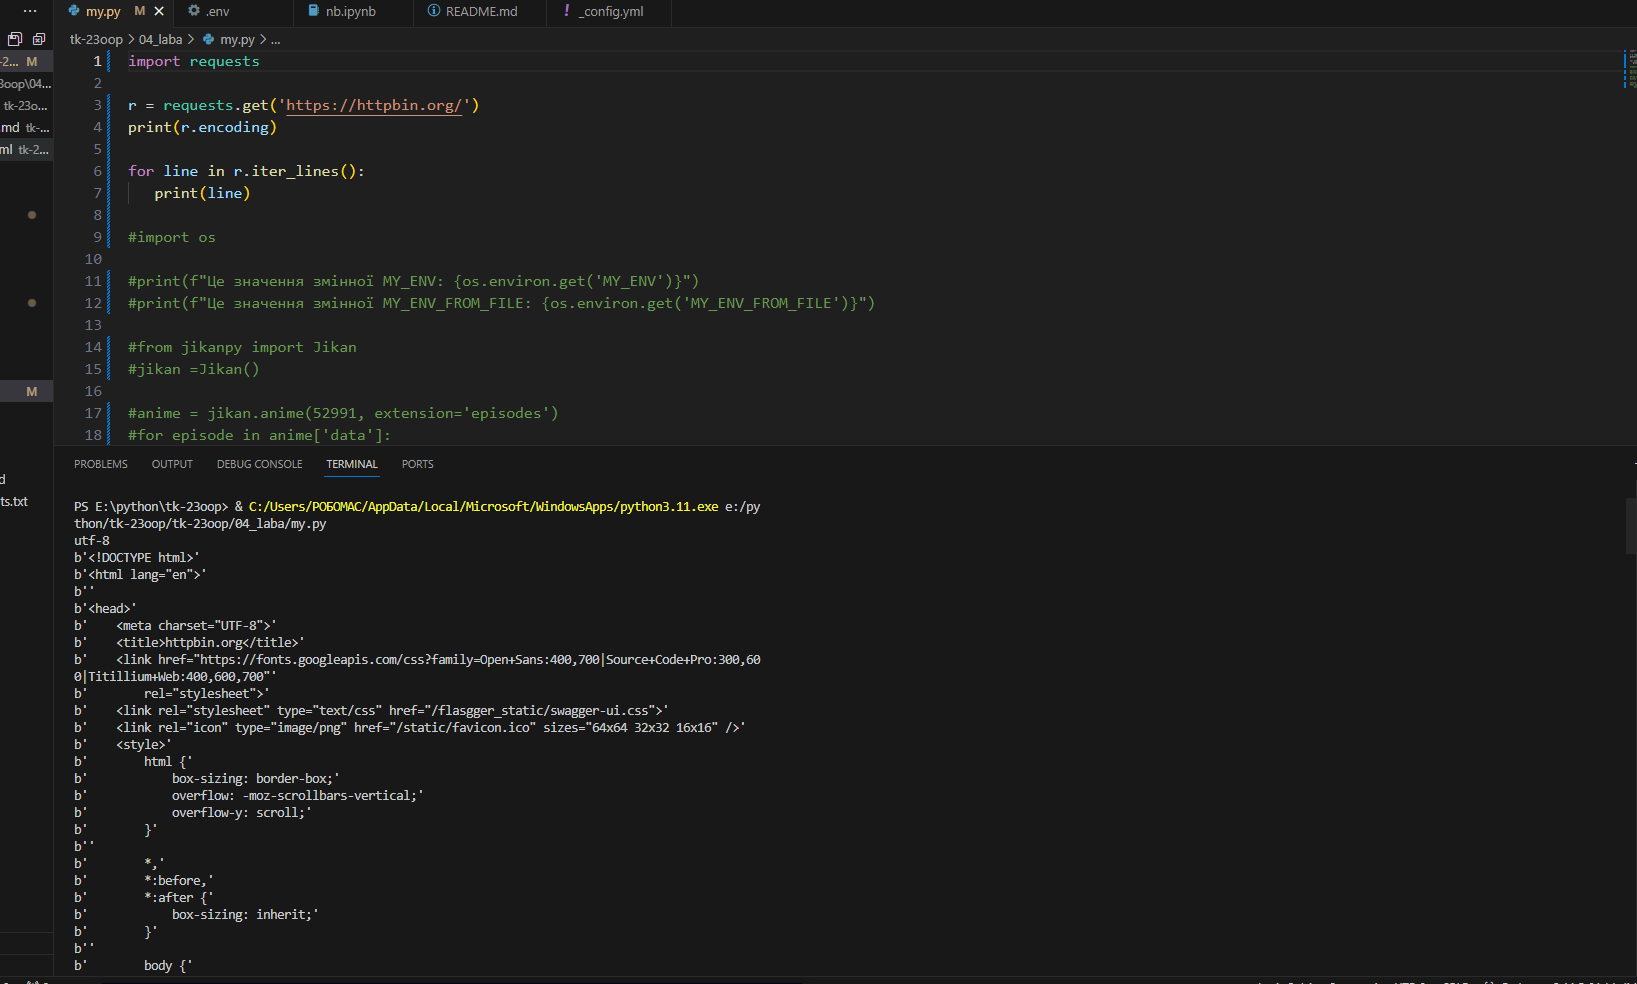 my.py M
.env
nb.ipynb
README.md
_config.yml
tk-23oop > 04_laba > my.py > ...
-2... M
3oop\04...
tk-23o...
.md tk-...
ml tk-2...
M
d
ts.txt
1 import requests
2
3 r = requests.get('https://httpbin.org/')
4 print(r.encoding)
5
6 for line in r.iter_lines():
7 print(line)
8
9 #import os
10
11 #print(f"Це значення змінної MY_ENV: {os.environ.get('MY_ENV')}")
12 #print(f"Це значення змінної MY_ENV_FROM_FILE: {os.environ.get('MY_ENV_FROM_FILE')}")
13
14 #from jikanpy import Jikan
15 #jikan =Jikan()
16
17 #anime = jikan.anime(52991, extension='episodes')
18 #for episode in anime['data']:
PROBLEMS OUTPUT DEBUG CONSOLE TERMINAL PORTS
PS E:\python\tk-23oop> & C:/Users/РОБОМАС/AppData/Local/Microsoft/WindowsApps/python3.11.exe e:/py
thon/tk-23oop/tk-23oop/04_laba/my.py
utf-8
b'<!DOCTYPE html>'
b'<html lang="en">'
b''
b'<head>'
b'    <meta charset="UTF-8">'
b'    <title>httpbin.org</title>'
b'    <link href="https://fonts.googleapis.com/css?family=Open+Sans:400,700|Source+Code+Pro:300,60
0|Titillium+Web:400,600,700"'
b'        rel="stylesheet">'
b'    <link rel="stylesheet" type="text/css" href="/flasgger_static/swagger-ui.css">'
b'    <link rel="icon" type="image/png" href="/static/favicon.ico" sizes="64x64 32x32 16x16" />'
b'    <style>'
b'        html {'
b'            box-sizing: border-box;'
b'            overflow: -moz-scrollbars-vertical;'
b'            overflow-y: scroll;'
b'        }'
b''
b'        *,'
b'        *:before,'
b'        *:after {'
b'            box-sizing: inherit;'
b'        }'
b''
b'        body {'